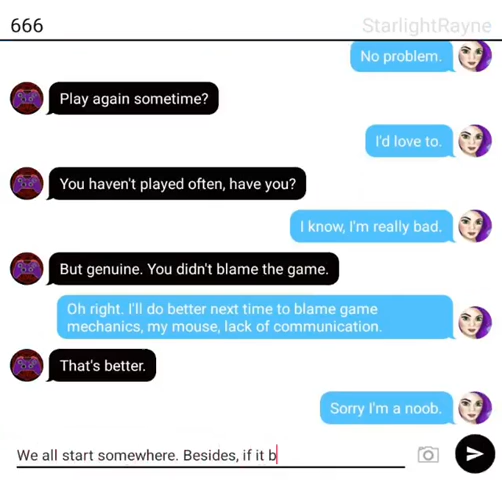 666
StarlightRayne
No problem.
Play again sometime?
I'd love to.
You haven't played often, have you?
I know, I'm really bad.
But genuine. You didn't blame the game.
Oh right. I'll do better next time to blame game
mechanics, my mouse, lack of communication.
That's better.
Sorry I'm a noob.
We all start somewhere. Besides, if it b